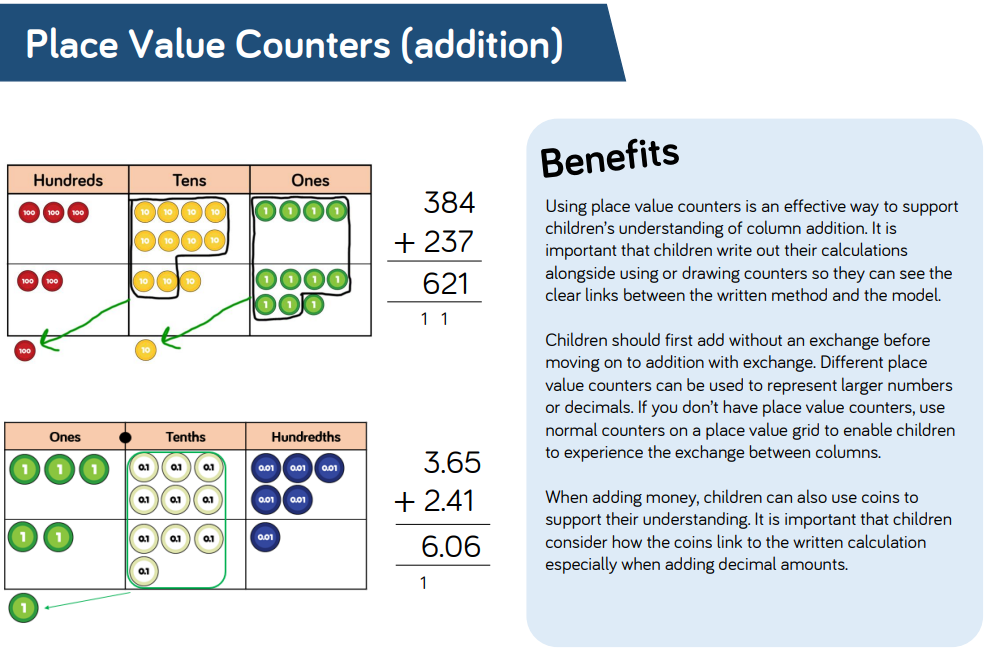 Place Value Counters (addition)
Hundreds Tens Ones
100 100 100 10 10 10 10 1 1 1 1
10 10 10 10
100 100 10 10 10 1 1 1 1
1 1 1
100 10
384
+ 237
621
1 1
Ones Tenths Hundredths
1 1 1 0.1 0.1 0.1 0.01 0.01 0.01
0.1 0.1 0.1 0.01 0.01
1 1 0.1 0.1 0.1 0.01
0.1
1
3.65
+ 2.41
6.06
1
Benefits
Using place value counters is an effective way to support
children's understanding of column addition. It is
important that children write out their calculations
alongside using or drawing counters so they can see the
clear links between the written method and the model.
Children should first add without an exchange before
moving on to addition with exchange. Different place
value counters can be used to represent larger numbers
or decimals. If you don't have place value counters, use
normal counters on a place value grid to enable children
to experience the exchange between columns.
When adding money, children can also use coins to
support their understanding. It is important that children
consider how the coins link to the written calculation
especially when adding decimal amounts.